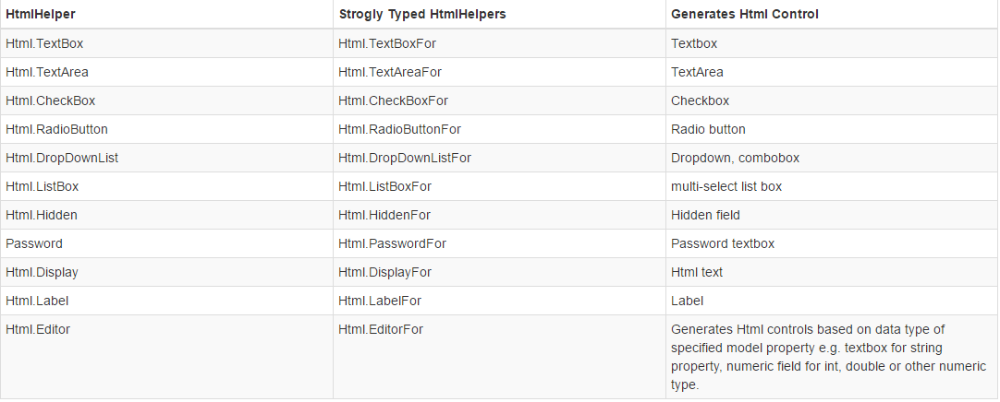 HtmlHelper Strogly Typed HtmlHelpers Generates Html Control
Html.TextBox Html.TextBoxFor Textbox
Html.TextArea Html.TextAreaFor TextArea
Html.CheckBox Html.CheckBoxFor Checkbox
Html.RadioButton Html.RadioButtonFor Radio button
Html.DropDownList Html.DropDownListFor Dropdown, combobox
Html.ListBox Html.ListBoxFor multi-select list box
Html.Hidden Html.HiddenFor Hidden field
Password Html.PasswordFor Password textbox
Html.Display Html.DisplayFor Html text
Html.Label Html.LabelFor Label
Html.Editor Html.EditorFor Generates Html controls based on data type of
specified model property e.g. textbox for string
property, numeric field for int, double or other numeric
type.